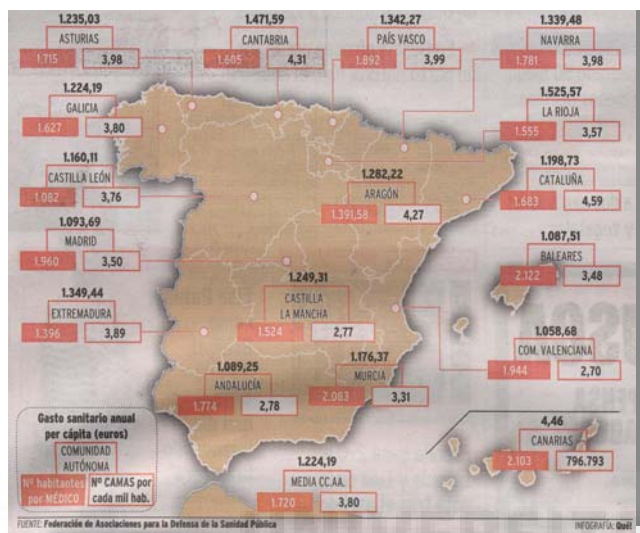 1.235,03
ASTURIAS
1.715 3,98
1.471,59
CANTABRIA
1.605 4,31
1.342,27
PAÍS VASCO
1.892 3,99
1.339,48
NAVARRA
1.781 3,98
1.224,19
GALICIA
1.627 3,80
1.525,57
LA RIOJA
1.555 3,57
1.160,11
CASTILLA LEÓN
1.082 3,76
1.282,22
ARAGÓN
1.391,58 4,27
1.198,73
CATALUÑA
1.683 4,59
1.093,69
MADRID
1.960 3,50
1.087,51
BALEARES
2.122 3,48
1.349,44
EXTREMADURA
1.396 3,89
1.249,31
CASTILLA
LA MANCHA
1.524 2,77
1.058,68
COM. VALENCIANA
1.944 2,70
1.089,25
ANDALUCÍA
1.774 2,78
1.176,37
MURCIA
2.083 3,31
4,46
CANARIAS
2.103 796.793
Gasto sanitario anual
per cápita (euros)
COMUNIDAD
AUTÓNOMA
Nº habitantes
por MÉDICO
Nº CAMAS por
cada mil hab.
1.224,19
MEDIA CC.AA.
1.720 3,80
FUENTE: Federación de Asociaciones para la Defensa de la Sanidad Pública
INFOGRAFÍA: Qué!